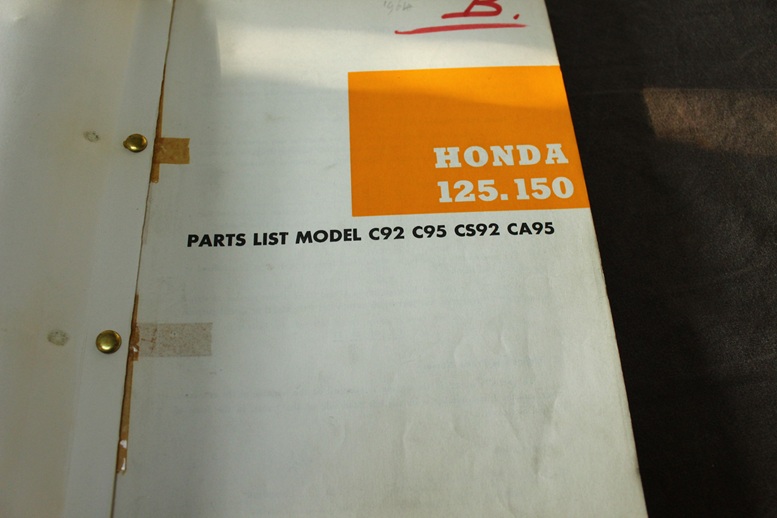 B.
HONDA
125.150
PARTS LIST MODEL C92 C95 CS92 CA95